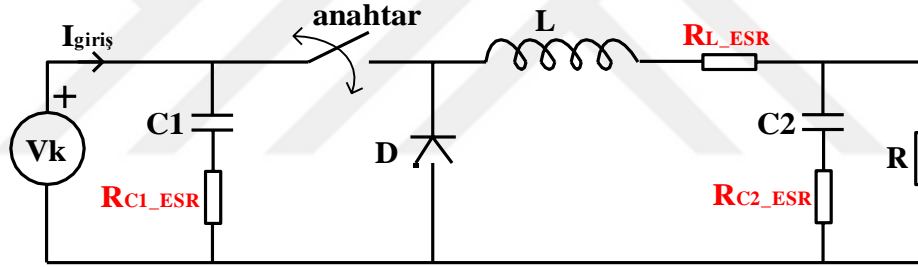 anahtar
L
Igiriş
RL_ESR
+
C1
C2
Vk
D
R
RC1_ESR
RC2_ESR